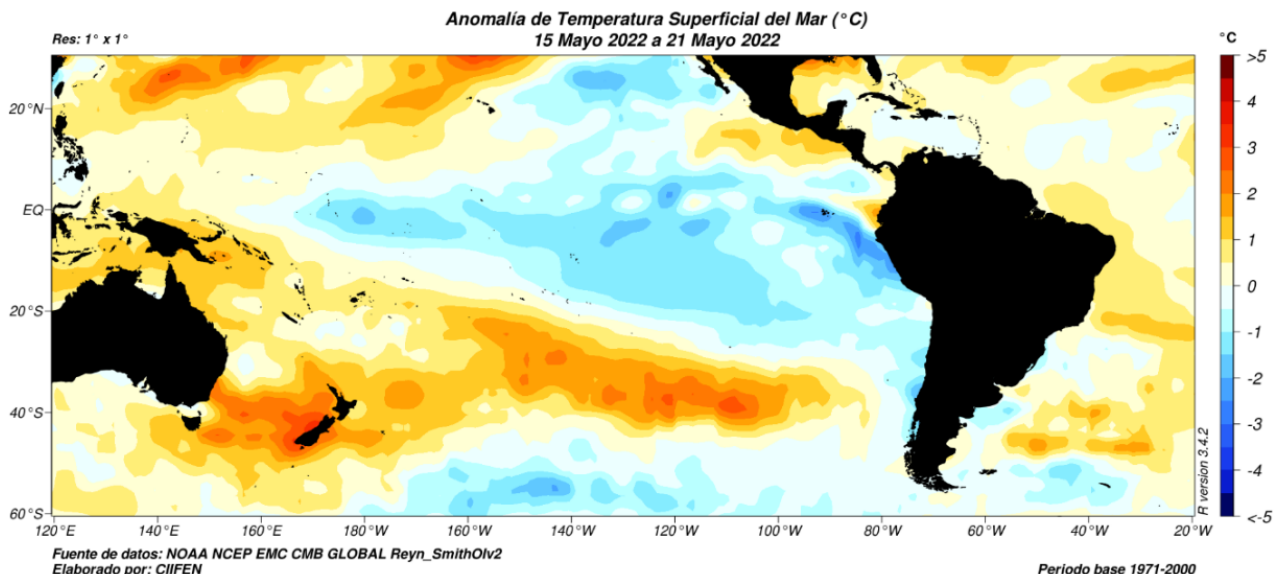 Anomalía de Temperatura Superficial del Mar (°C)
15 Mayo 2022 a 21 Mayo 2022
Res: 1° x 1°
°C
>5
4
3
2
1
0
-1
-2
-3
-4
<-5
20°N
EQ
20°S
40°S
60°S
120°E 140°E 160°E 180°W 160°W 140°W 120°W 100°W 80°W 60°W 40°W 20°W
R version 3.4.2
Fuente de datos: NOAA NCEP EMC CMB GLOBAL Reyn_SmithOIv2
Elaborado por: CIIFEN
Periodo base 1971-2000